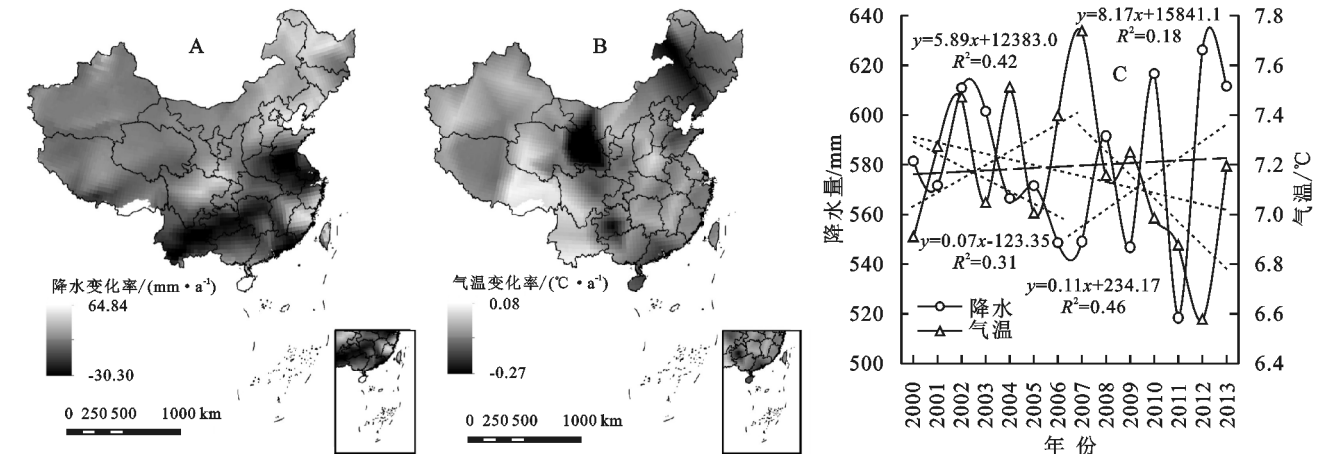 A
降水变化率/(mm·a⁻¹)
64.84
-30.30
0 250 500 1000 km
B
气温变化率/(℃·a⁻¹)
0.08
-0.27
0 250 500 1000 km
C
降水量/mm
640
620
600
580
560
540
520
500
气温/℃
7.8
7.6
7.4
7.2
7.0
6.8
6.6
6.4
y=5.89x+12383.0
R²=0.42
y=8.17x+15841.1
R²=0.18
y=0.07x-123.35
R²=0.31
y=0.11x+234.17
R²=0.46
降水
气温
2000 2001 2002 2003 2004 2005 2006 2007 2008 2009 2010 2011 2012 2013
年 份